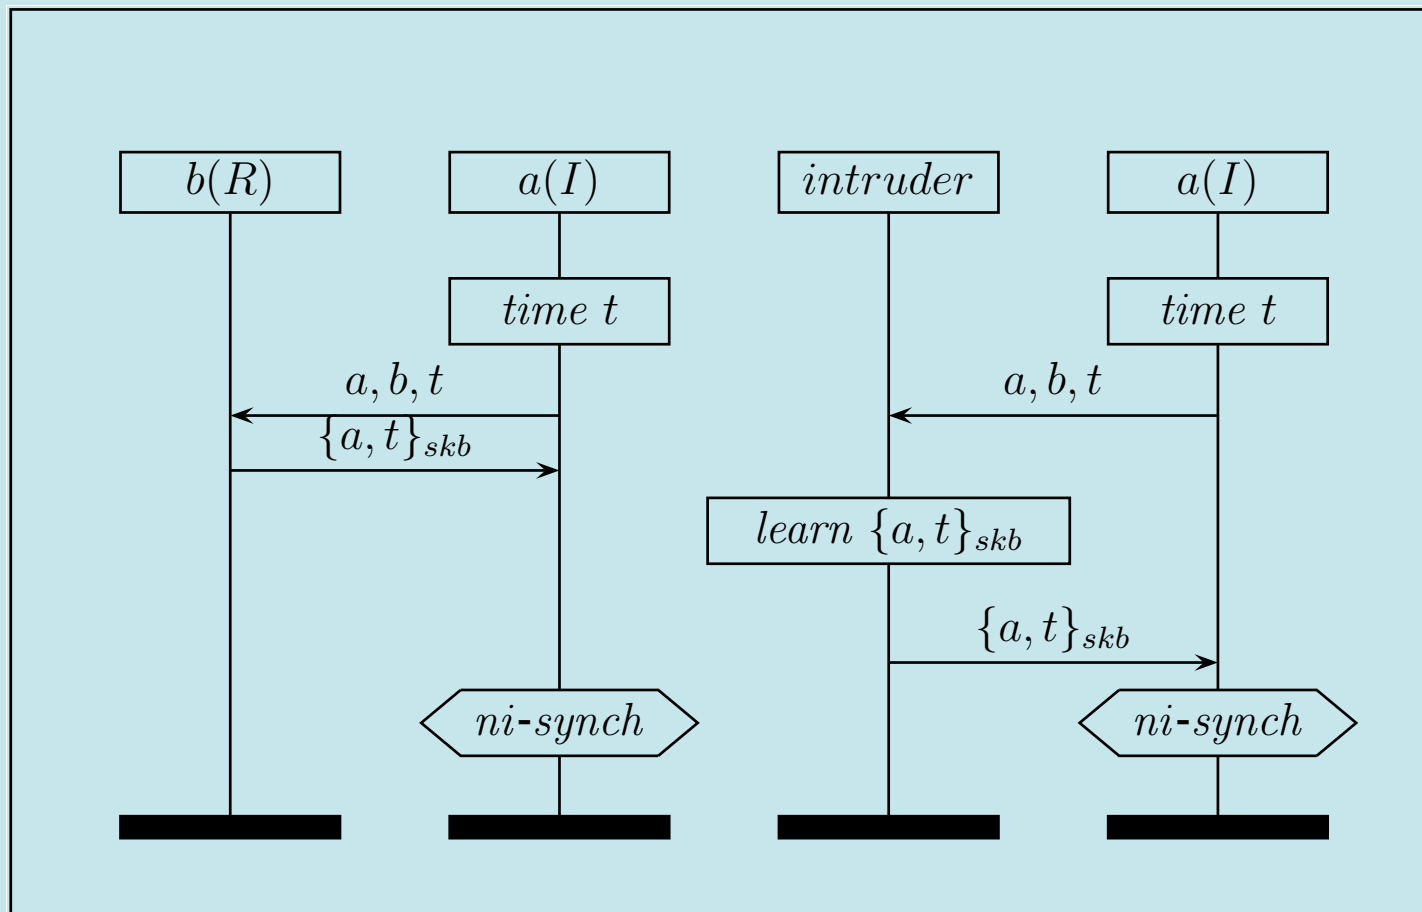 b(R) a(I) intruder a(I)
time t time t
a, b, t a, b, t
{a, t}skb
learn {a, t}skb
{a, t}skb
ni-synch ni-synch